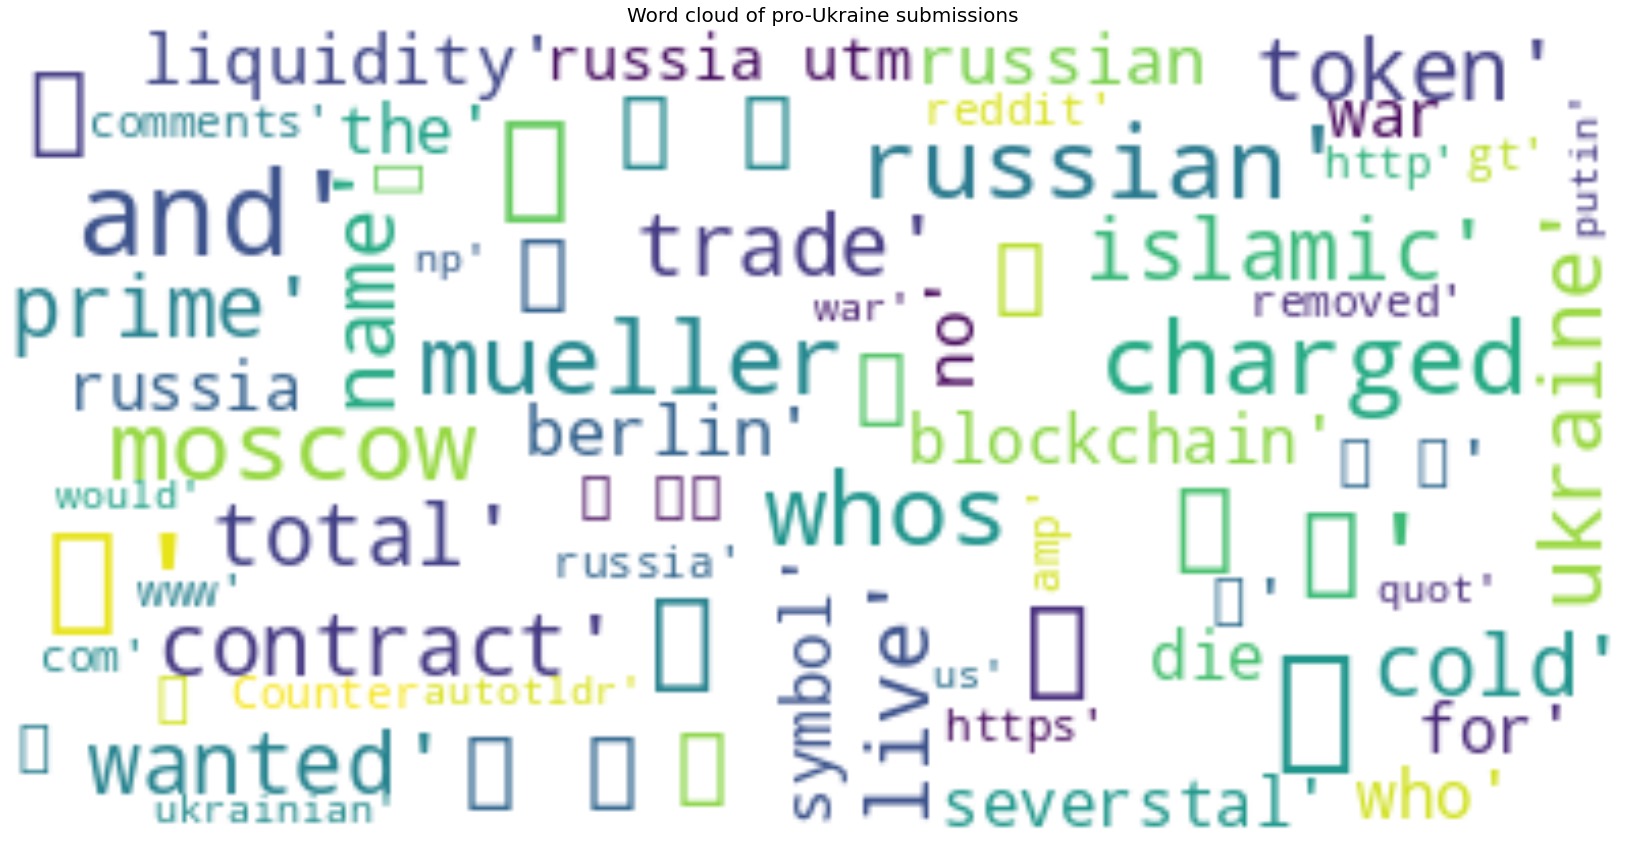 Word cloud of pro-Ukraine submissions
liquidity'
russia utm
russian
token'
comments'
the'
reddit'
war
russian'
http'
gt'
putin'
and'
name'
np'
trade'
islamic'
prime'
war'
no'
removed'
ukraine'
russia
mueller
charged
moscow
berlin'
blockchain'
would'
total'
whos
amp'
russia'
www'
quot'
contract'
com'
symbol'
live'
us'
die
cold'
Counter
autotldr'
https'
for'
wanted'
ukrainian'
severstal'
who'